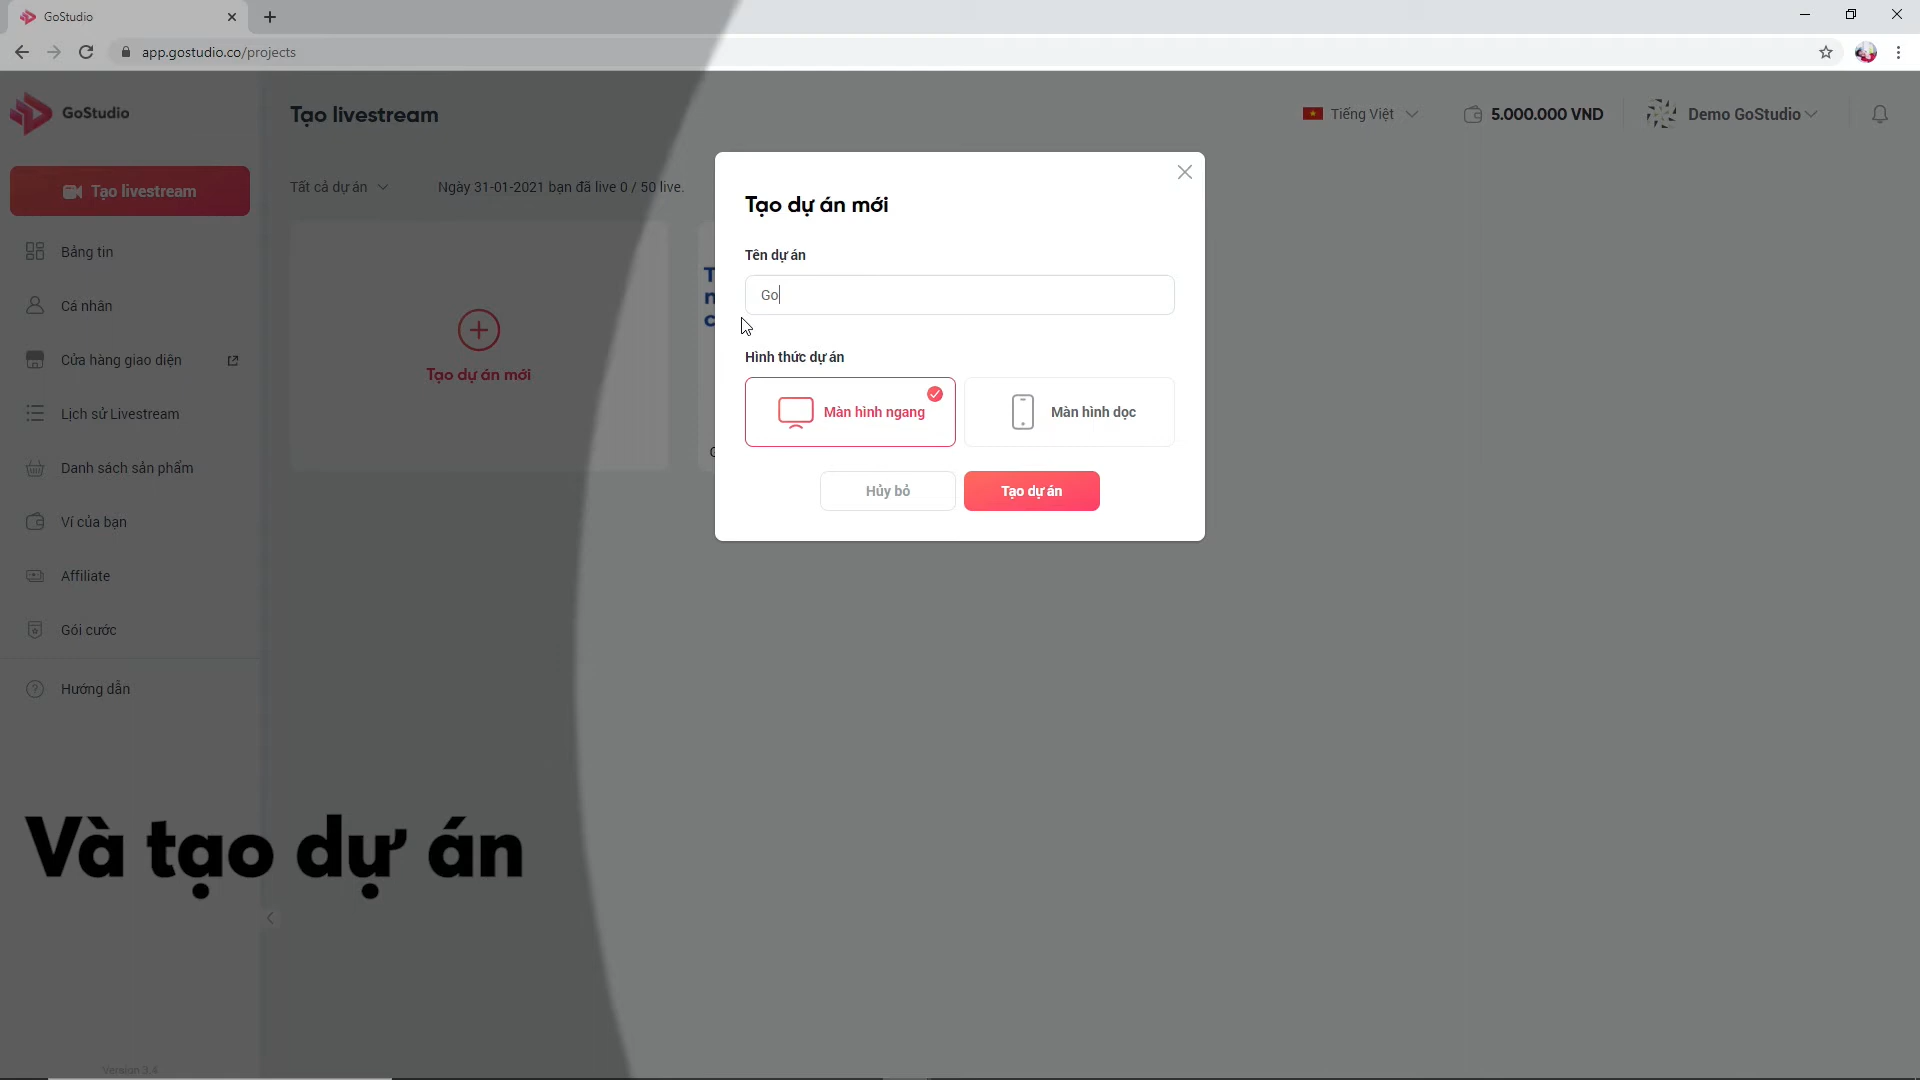 GoStudio
app.gostudio.co/projects
GoStudio
Tạo livestream
Tiếng Việt
5.000.000 VND
Demo GoStudio
Tạo livestream
Tất cả dự án
Ngày 31-01-2021 bạn đã live 0 / 50 live.
Bảng tin
Cá nhân
Cửa hàng giao diện
Lịch sử Livestream
Danh sách sản phẩm
Ví của bạn
Affiliate
Gói cước
Hướng dẫn
Tạo dự án mới
Tạo dự án mới
Tên dự án
Go
Hình thức dự án
Màn hình ngang
Màn hình dọc
Hủy bỏ
Tạo dự án
Và tạo dự án
Version 3.4